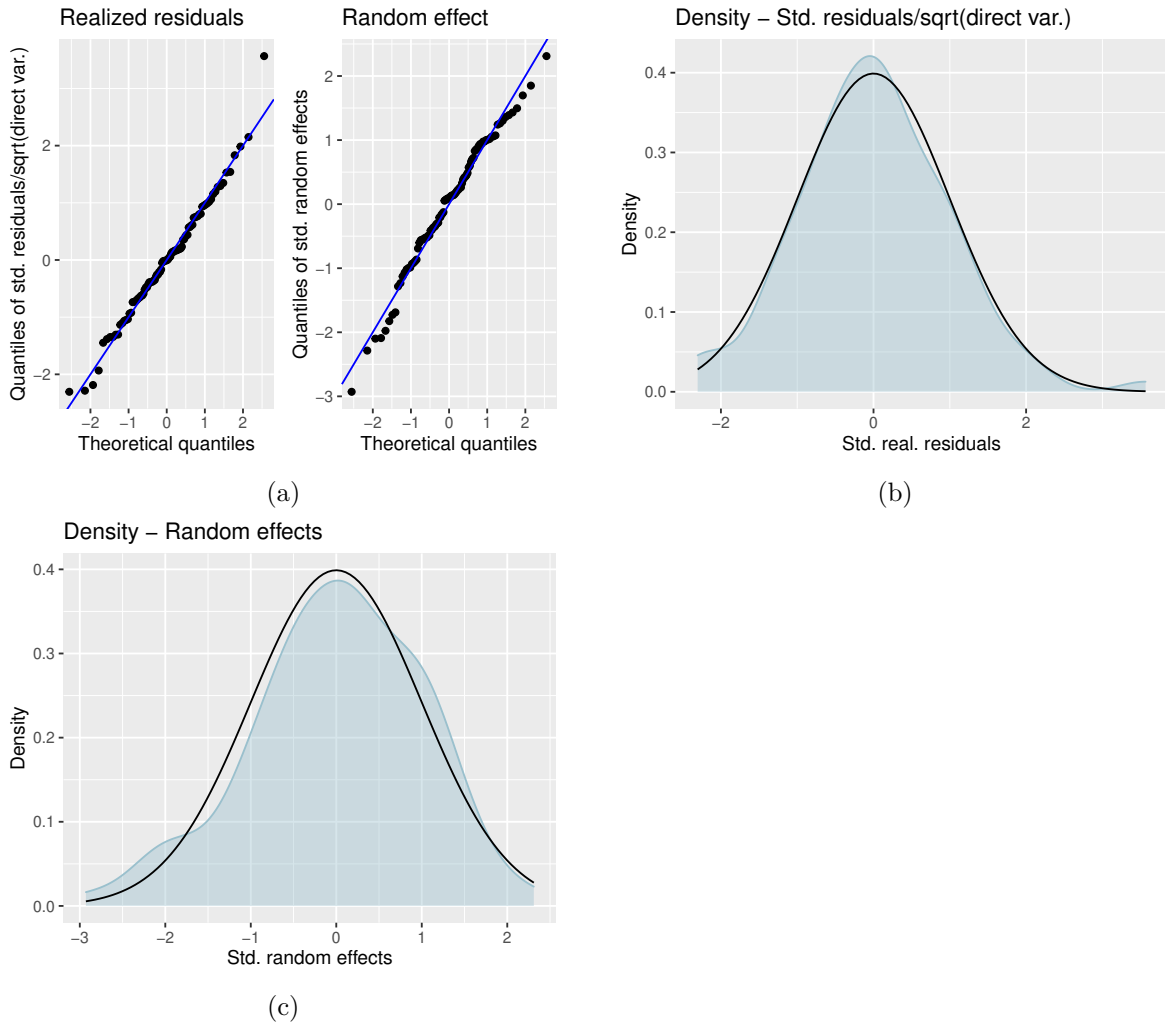 Realized residuals
Quantiles of std. residuals/sqrt(direct var.)
2
0
−2
−2 −1 0 1 2
Theoretical quantiles
Random effect
Quantiles of std. random effects
2
1
0
−1
−2
−3
−2 −1 0 1 2
Theoretical quantiles
(a)
Density − Std. residuals/sqrt(direct var.)
Density
0.4
0.3
0.2
0.1
0.0
−2 0 2
Std. real. residuals
(b)
Density − Random effects
Density
0.4
0.3
0.2
0.1
0.0
−3 −2 −1 0 1 2
Std. random effects
(c)